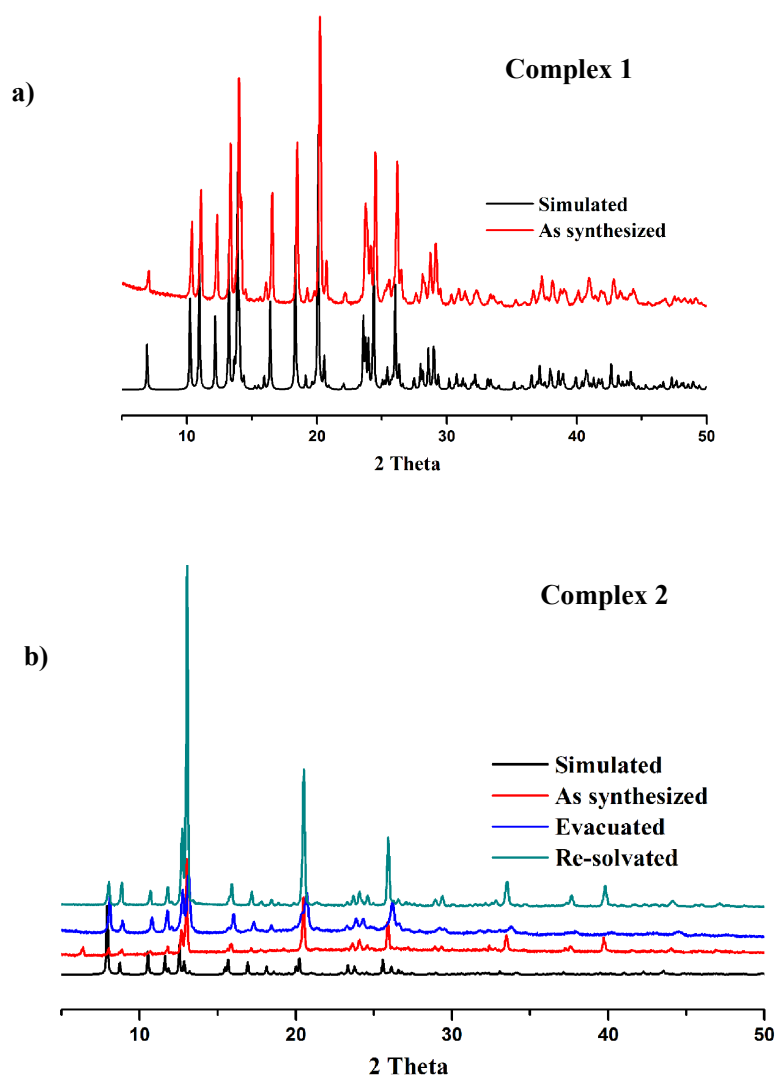 Complex 1
a)
Simulated
As synthesized
10 20 30 40 50
2 Theta
Complex 2
b)
Simulated
As synthesized
Evacuated
Re-solvated
10 20 30 40 50
2 Theta